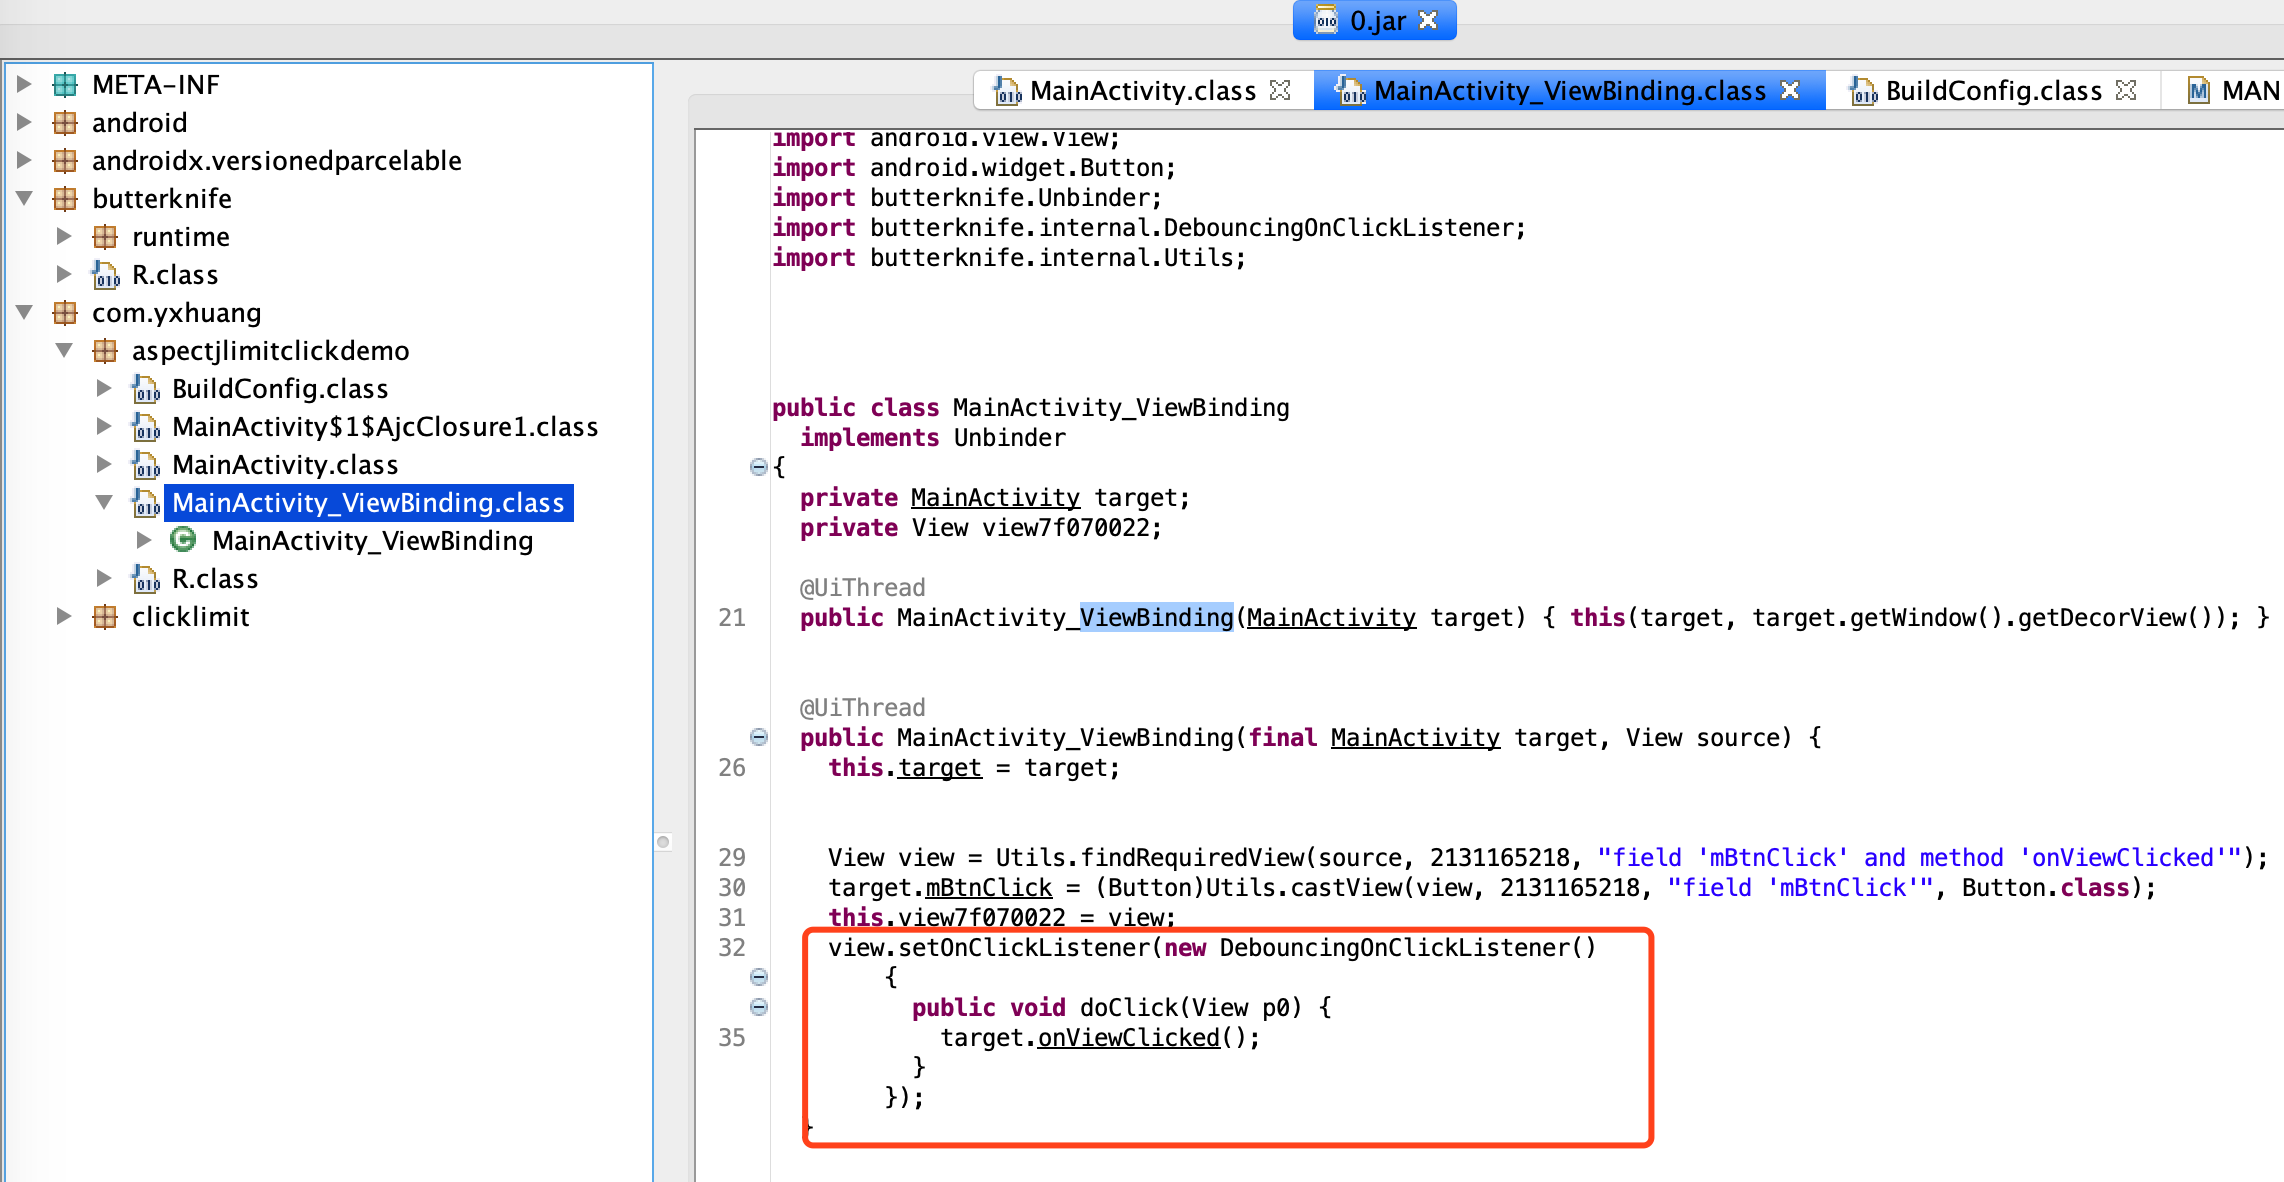 0.jar
META-INF
android
androidx.versionedparcelable
butterknife
runtime
R.class
com.yxhuang
aspectjlimitclickdemo
BuildConfig.class
MainActivity$1$AjcClosure1.class
MainActivity.class
MainActivity_ViewBinding.class
MainActivity_ViewBinding
R.class
clicklimit
MainActivity.class
MainActivity_ViewBinding.class
BuildConfig.class
MAN
import android.view.View;
import android.widget.Button;
import butterknife.Unbinder;
import butterknife.internal.DebouncingOnClickListener;
import butterknife.internal.Utils;
public class MainActivity_ViewBinding
implements Unbinder
{
private MainActivity target;
private View view7f070022;
@UiThread
21 public MainActivity_ViewBinding(MainActivity target) { this(target, target.getWindow().getDecorView()); }
@UiThread
public MainActivity_ViewBinding(final MainActivity target, View source) {
26 this.target = target;
29 View view = Utils.findRequiredView(source, 2131165218, "field 'mBtnClick' and method 'onViewClicked'");
30 target.mBtnClick = (Button)Utils.castView(view, 2131165218, "field 'mBtnClick'", Button.class);
31 this.view7f070022 = view;
32 view.setOnClickListener(new DebouncingOnClickListener()
{
public void doClick(View p0) {
35 target.onViewClicked();
}
});
}